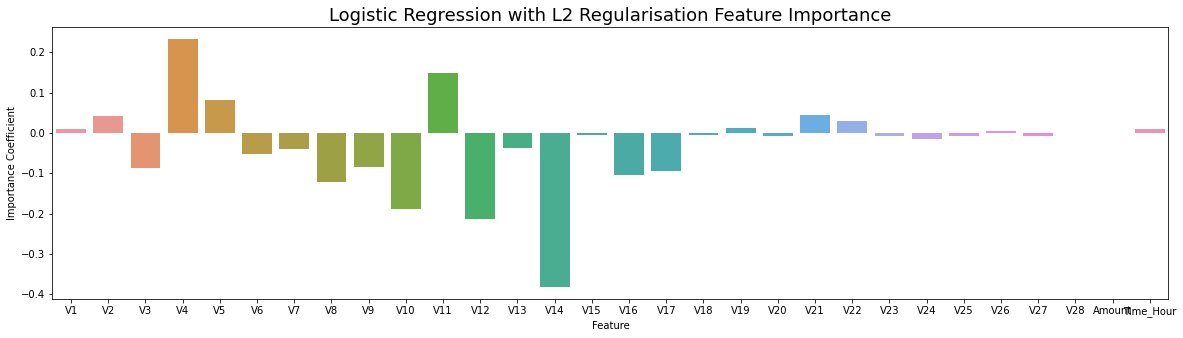 Logistic Regression with L2 Regularisation Feature Importance
Importance Coefficient
0.2
0.1
0.0
−0.1
−0.2
−0.3
−0.4
V1 V2 V3 V4 V5 V6 V7 V8 V9 V10 V11 V12 V13 V14 V15 V16 V17 V18 V19 V20 V21 V22 V23 V24 V25 V26 V27 V28 Amount Time_Hour
Feature